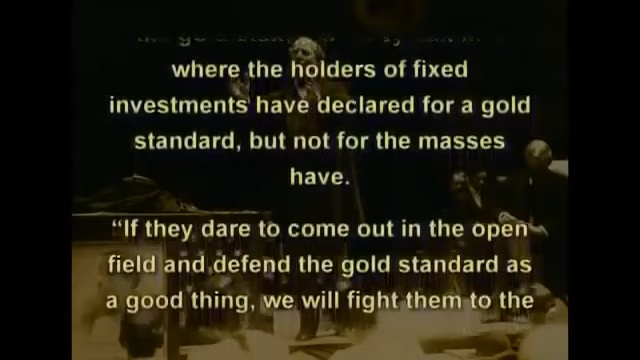 where the holders of fixed
investments have declared for a gold
standard, but not for the masses
have.
“If they dare to come out in the open
field and defend the gold standard as
a good thing, we will fight them to the